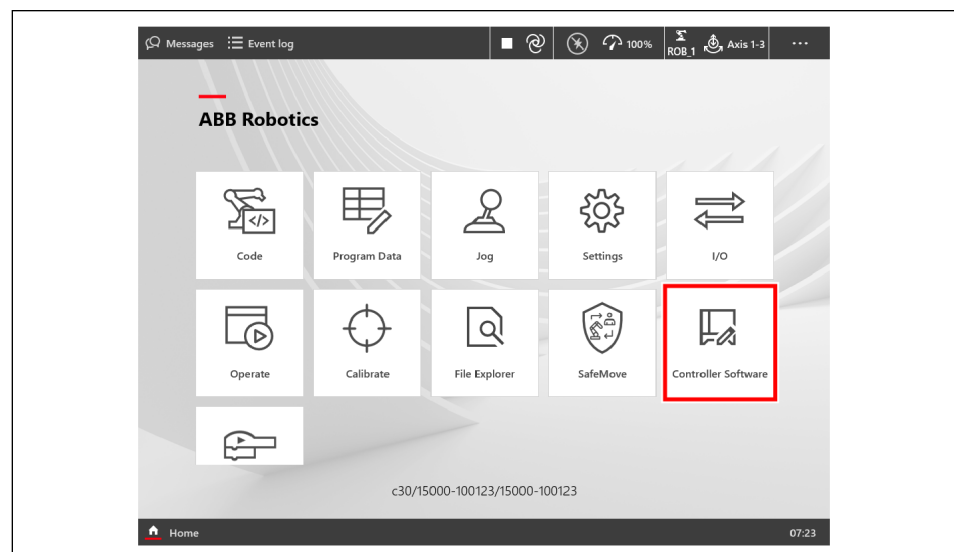 Messages Event log 100% ROB_1 Axis 1-3 ...
ABB Robotics
</>
Code Program Data Jog Settings I/O
Operate Calibrate File Explorer SafeMove Controller Software
c30/15000-100123/15000-100123
Home 07:23